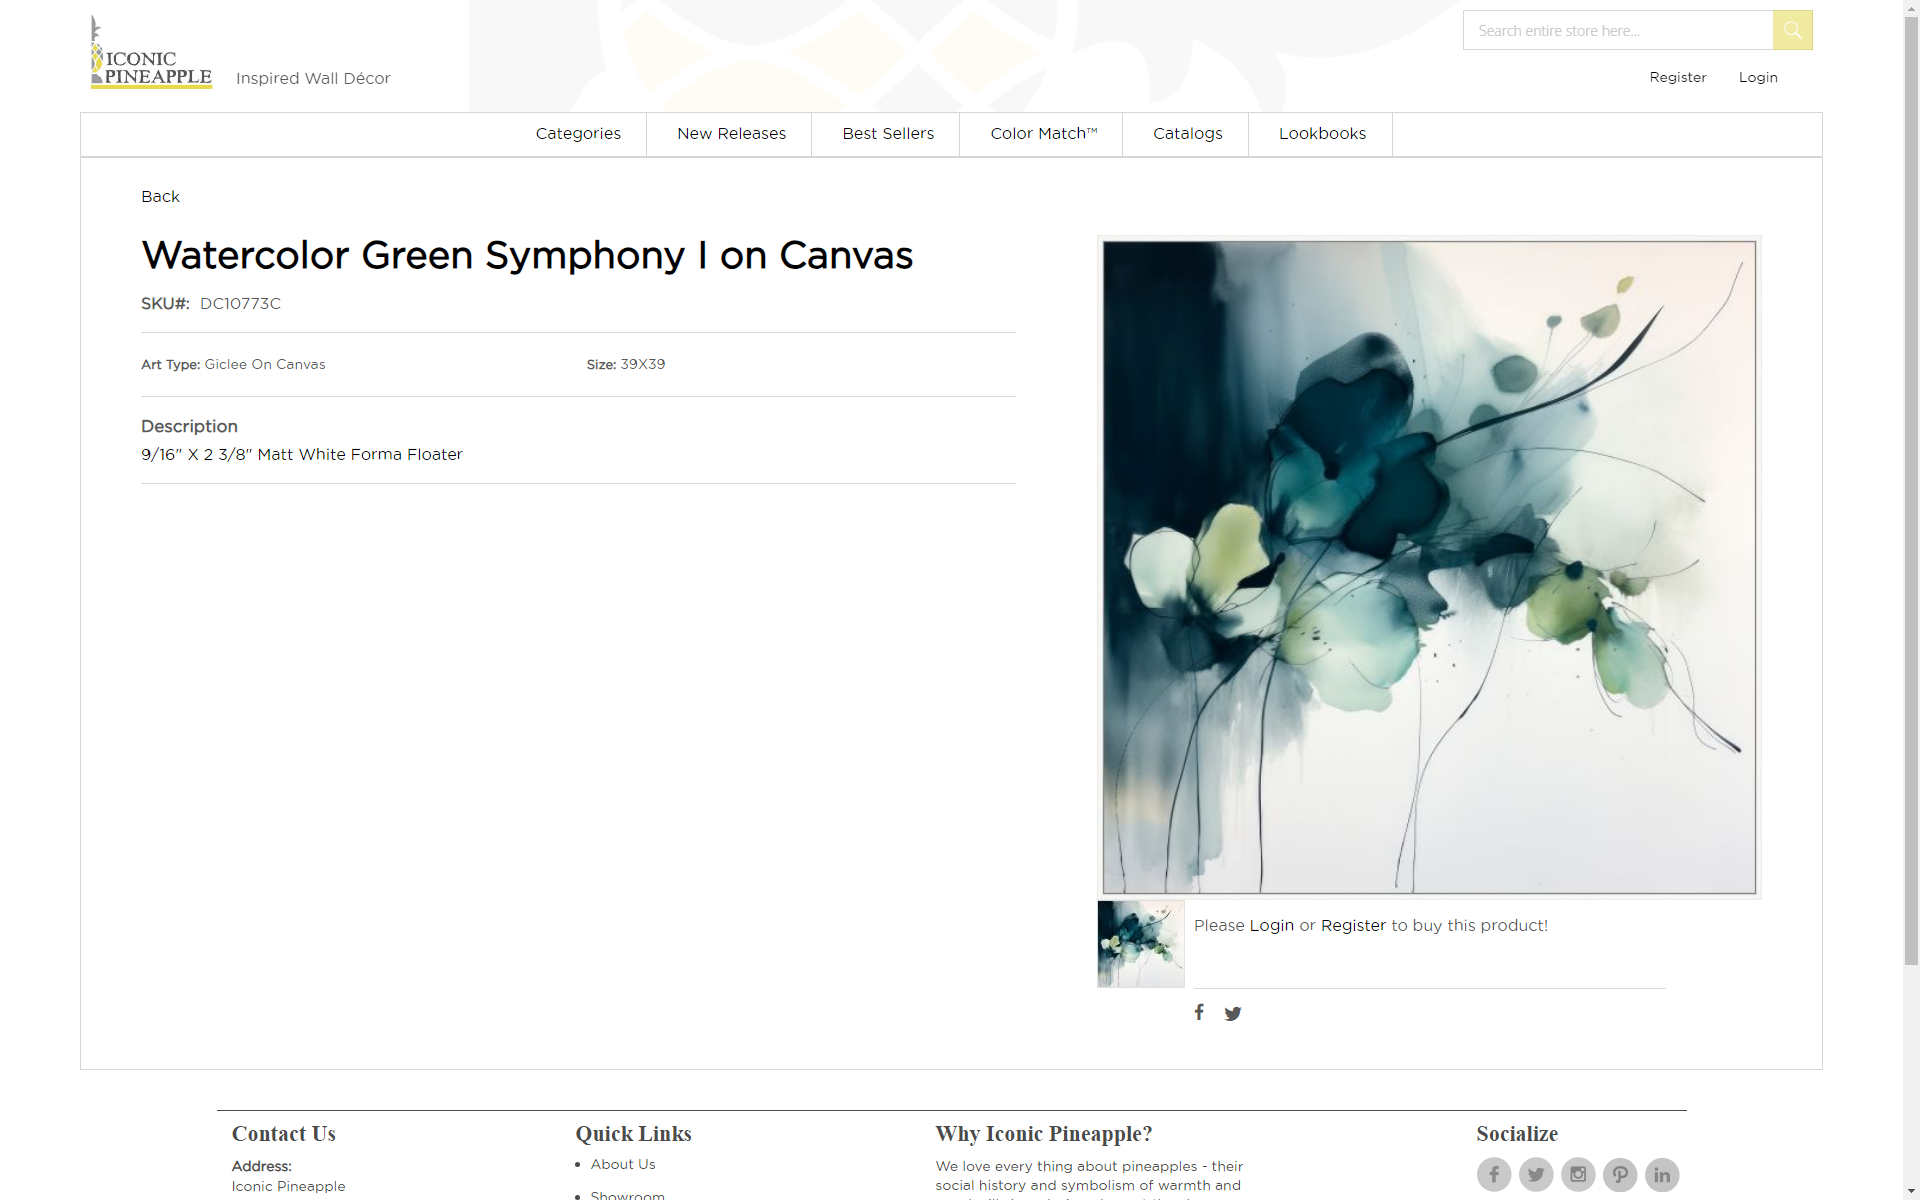 ICONIC
PINEAPPLE
Inspired Wall Décor
Search entire store here...
Register
Login
Categories
New Releases
Best Sellers
Color Match™
Catalogs
Lookbooks
Back
Watercolor Green Symphony I on Canvas
SKU#: DC10773C
Art Type: Giclee On Canvas
Size: 39X39
Description
9/16" X 2 3/8" Matt White Forma Floater
Please Login or Register to buy this product!
Contact Us
Address:
Iconic Pineapple
Quick Links
About Us
Showroom
Why Iconic Pineapple?
We love every thing about pineapples - their
social history and symbolism of warmth and
Socialize